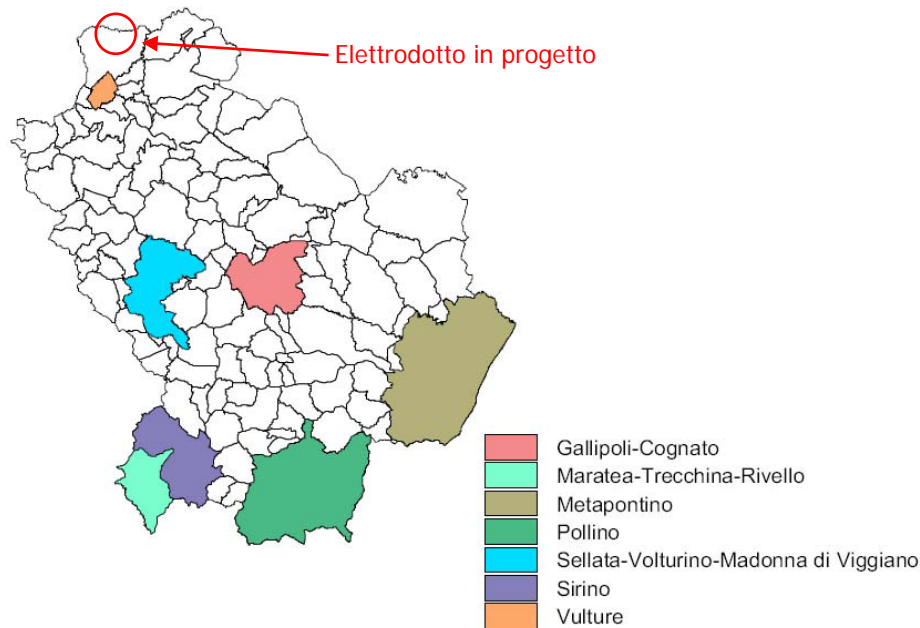 Elettrodotto in progetto
Gallipoli-Cognato
Maratea-Trecchina-Rivello
Metapontino
Pollino
Sellata-Volturino-Madonna di Viggiano
Sirino
Vulture